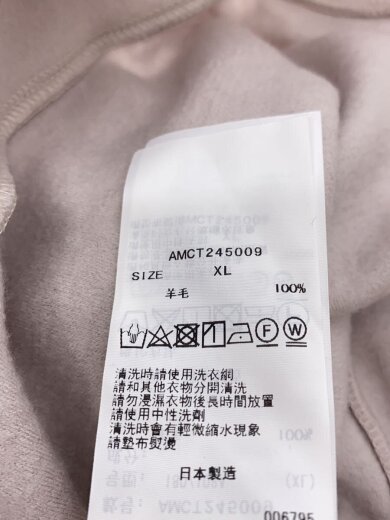 AMCT245009
SIZE XL
羊毛 100%
F W
清洗時請使用洗衣網
請和其他衣物分開清洗
請勿浸濕衣物後長時間放置
請使用中性洗劑
清洗時會有輕微縮水現象
請墊布熨燙
日本製造
006795